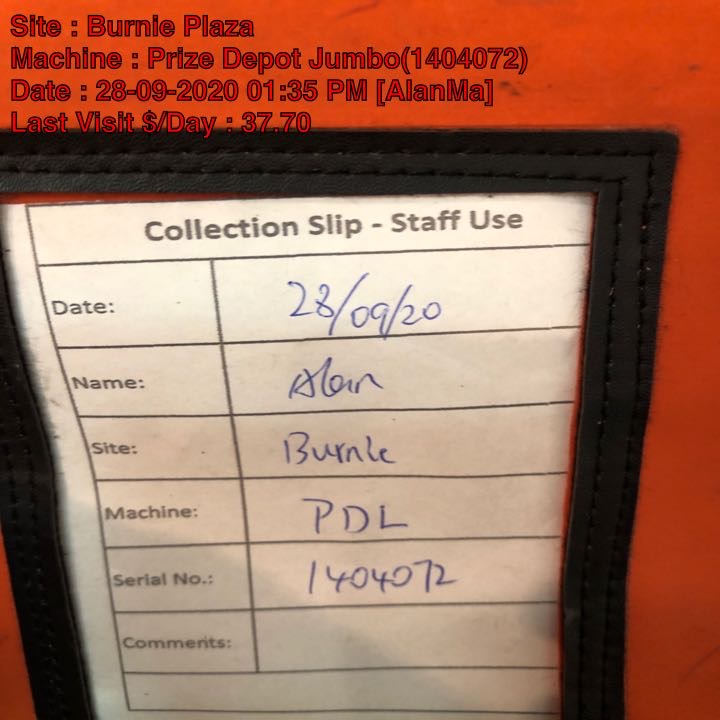 Site : Burnie Plaza
Machine : Prize Depot Jumbo(1404072)
Date : 28-09-2020 01:35 PM [AlanMa]
Last Visit $/Day : 37.70
Collection Slip - Staff Use
Date: 28/09/20
Name: Alan
Site: Burnie
Machine: PDL
Serial No.: 1404072
Comments: